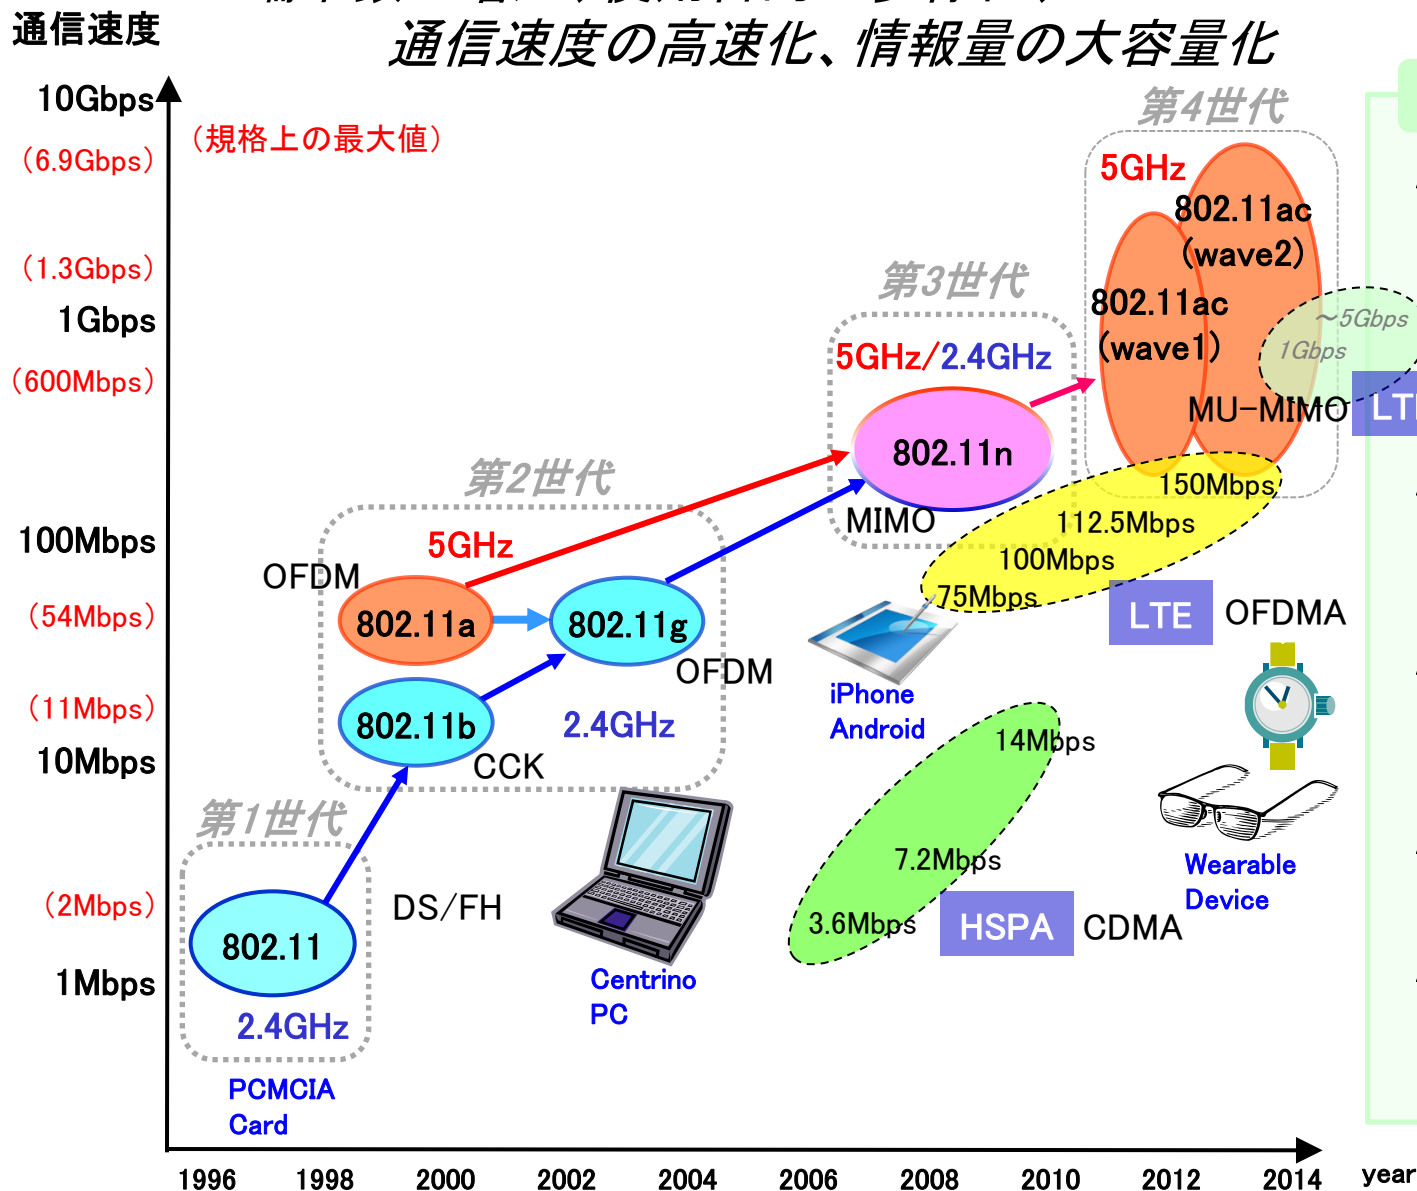 通信速度
通信速度の高速化、情報量の大容量化
10Gbps
(規格上の最大値)
(6.9Gbps)
(1.3Gbps)
1Gbps
(600Mbps)
100Mbps
(54Mbps)
(11Mbps)
10Mbps
(2Mbps)
1Mbps
第4世代
5GHz
802.11ac
(wave2)
802.11ac
(wave1)
MU-MIMO
～5Gbps
1Gbps
第3世代
5GHz/2.4GHz
802.11n
MIMO
第2世代
5GHz
OFDM
802.11a
802.11g
OFDM
802.11b
2.4GHz
CCK
第1世代
802.11
DS/FH
2.4GHz
PCMCIA
Card
Centrino
PC
150Mbps
112.5Mbps
100Mbps
75Mbps
LTE
OFDMA
iPhone
Android
14Mbps
7.2Mbps
3.6Mbps
HSPA
CDMA
Wearable
Device
1996
1998
2000
2002
2004
2006
2008
2010
2012
2014
year